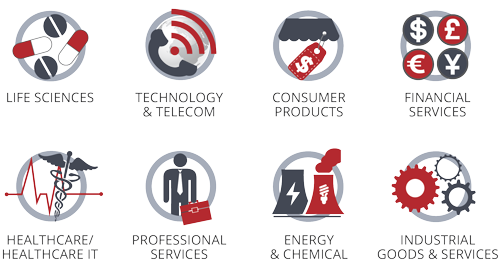 $ £
€ ¥
$
LIFE SCIENCES
TECHNOLOGY
& TELECOM
CONSUMER
PRODUCTS
FINANCIAL
SERVICES
HEALTHCARE/
HEALTHCARE IT
PROFESSIONAL
SERVICES
ENERGY
& CHEMICAL
INDUSTRIAL
GOODS & SERVICES